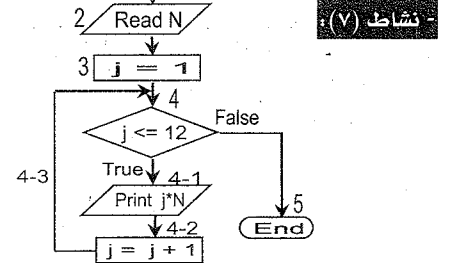 - نشاط (٧):
2 Read N
3 j = 1
4
j <= 12 False
True 4-1
4-3
Print j*N
4-2
5
End
j = j + 1